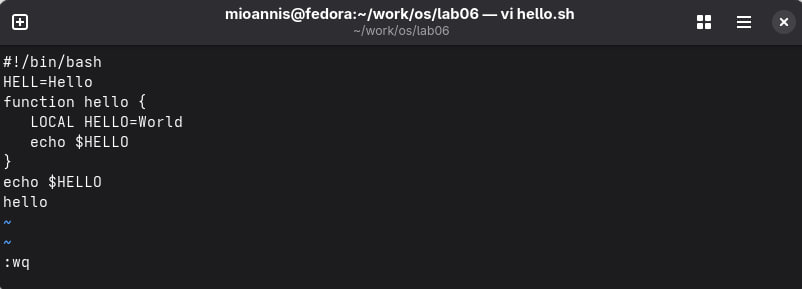 mioannis@fedora:~/work/os/lab06 — vi hello.sh
~/work/os/lab06
#!/bin/bash
HELL=Hello
function hello {
   LOCAL HELLO=World
   echo $HELLO
}
echo $HELLO
hello
~
~
:wq